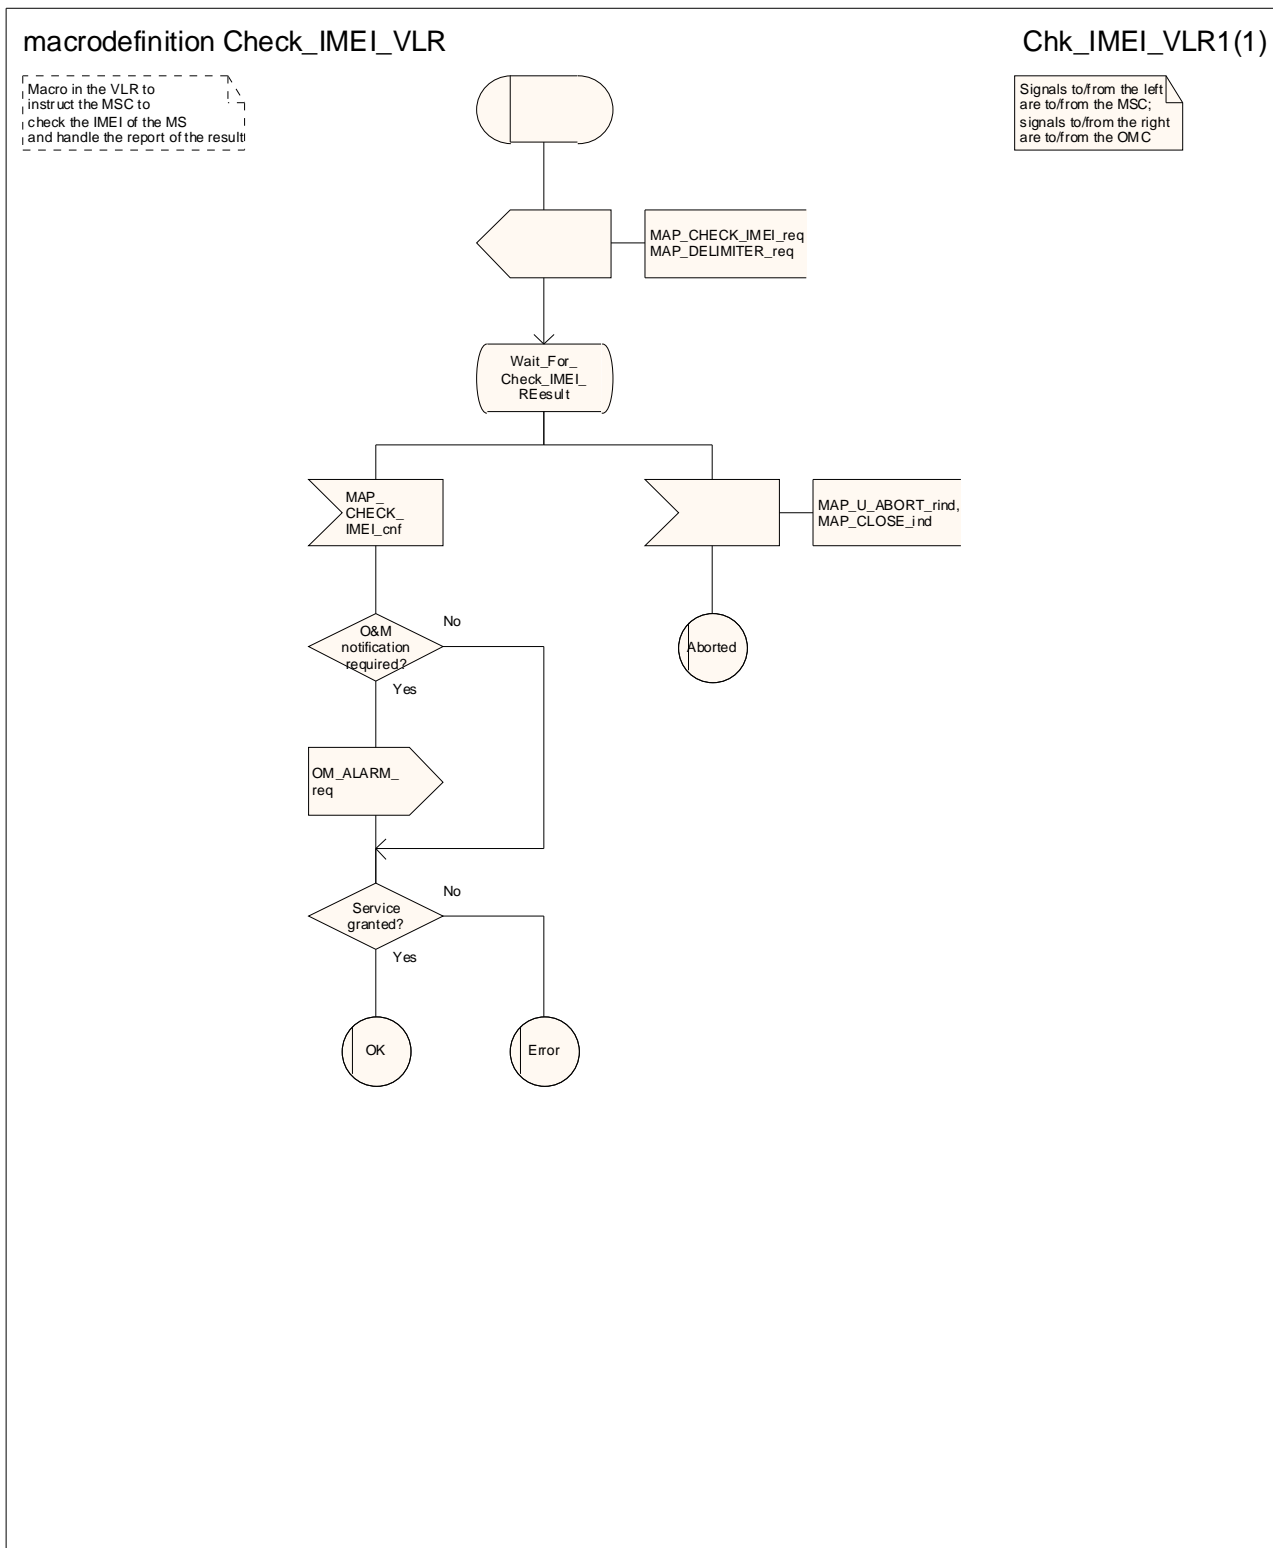 macrodefinition Check_IMEI_VLR
Chk_IMEI_VLR1(1)
Macro in the VLR to
instruct the MSC to
check the IMEI of the MS
and handle the report of the result
Signals to/from the left
are to/from the MSC;
signals to/from the right
are to/from the OMC
MAP_CHECK_IMEI_req
MAP_DELIMITER_req
Wait_For_
Check_IMEI_
REesult
MAP_
CHECK_
IMEI_cnf
MAP_U_ABORT_rind,
MAP_CLOSE_ind
O&M
notification
required?
No
Yes
Aborted
OM_ALARM_
req
Service
granted?
No
Yes
OK
Error